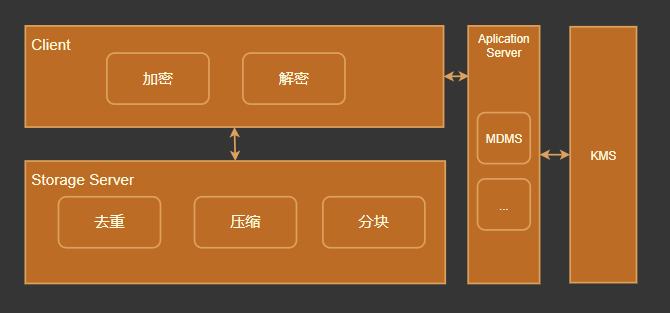 Client
加密
解密
Storage Server
去重
压缩
分块
Aplication
Server
MDMS
...
KMS